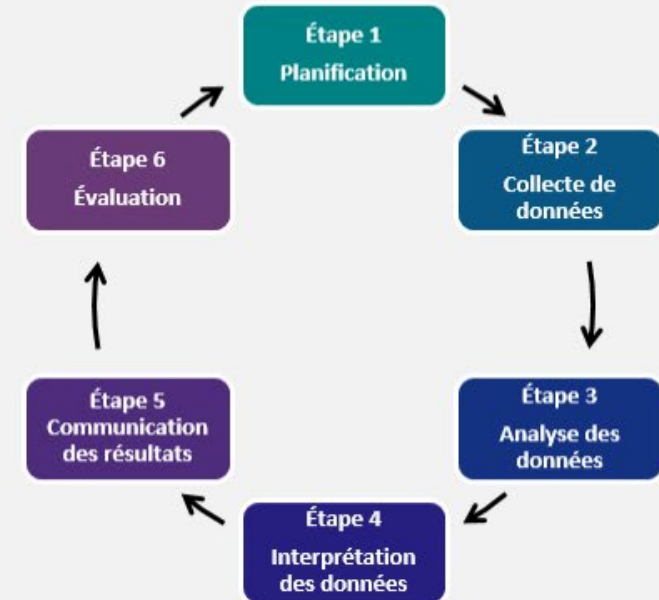 Étape 1
Planification
Étape 2
Collecte de
données
Étape 3
Analyse des
données
Étape 4
Interprétation
des données
Étape 5
Communication
des résultats
Étape 6
Évaluation